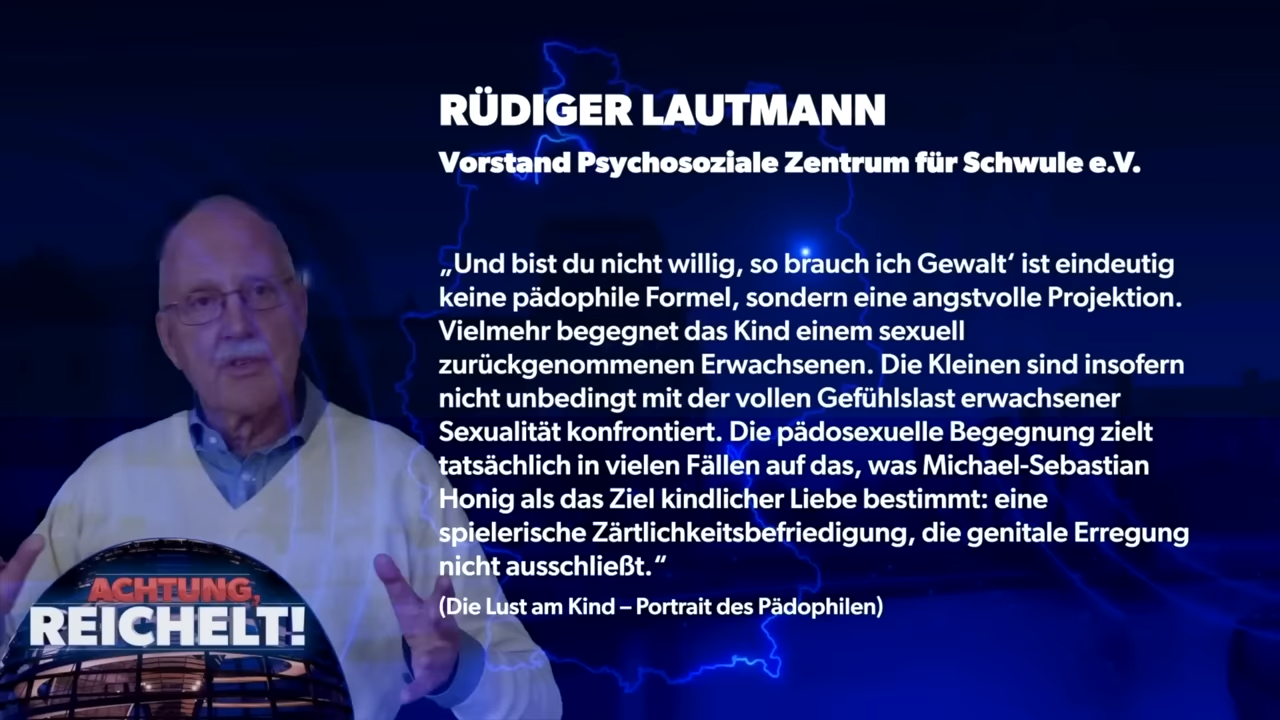 RÜDIGER LAUTMANN
Vorstand Psychosoziale Zentrum für Schwule e.V.
„Und bist du nicht willig, so brauch ich Gewalt‘ ist eindeutig
keine pädophile Formel, sondern eine angstvolle Projektion.
Vielmehr begegnet das Kind einem sexuell
zurückgenommenen Erwachsenen. Die Kleinen sind insofern
nicht unbedingt mit der vollen Gefühlslast erwachsener
Sexualität konfrontiert. Die pädosexuelle Begegnung zielt
tatsächlich in vielen Fällen auf das, was Michael-Sebastian
Honig als das Ziel kindlicher Liebe bestimmt: eine
spielerische Zärtlichkeitsbefriedigung, die genitale Erregung
nicht ausschließt.“
(Die Lust am Kind – Portrait des Pädophilen)
ACHTUNG,
REICHELT!